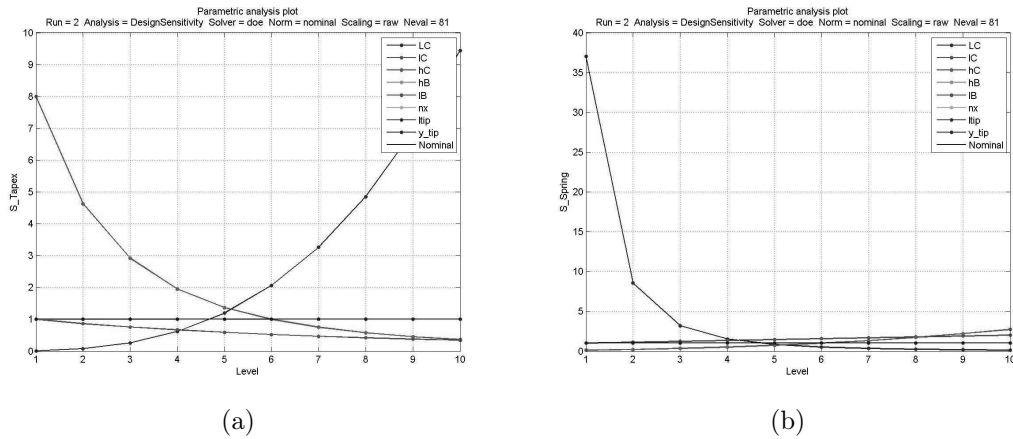 Parametric analysis plot
Run = 2 Analysis = DesignSensitivity Solver = doe Norm = nominal Scaling = raw Neval = 81
10
9
8
7
6
5
4
3
2
1
0
S_Tapex
1 2 3 4 5 6 7 8 9 10
Level
LC
lC
hC
hB
lB
nx
ltip
y_tip
Nominal
(a)
Parametric analysis plot
Run = 2 Analysis = DesignSensitivity Solver = doe Norm = nominal Scaling = raw Neval = 81
40
35
30
25
20
15
10
5
0
S_Spring
1 2 3 4 5 6 7 8 9 10
Level
LC
lC
hC
hB
lB
nx
ltip
y_tip
Nominal
(b)